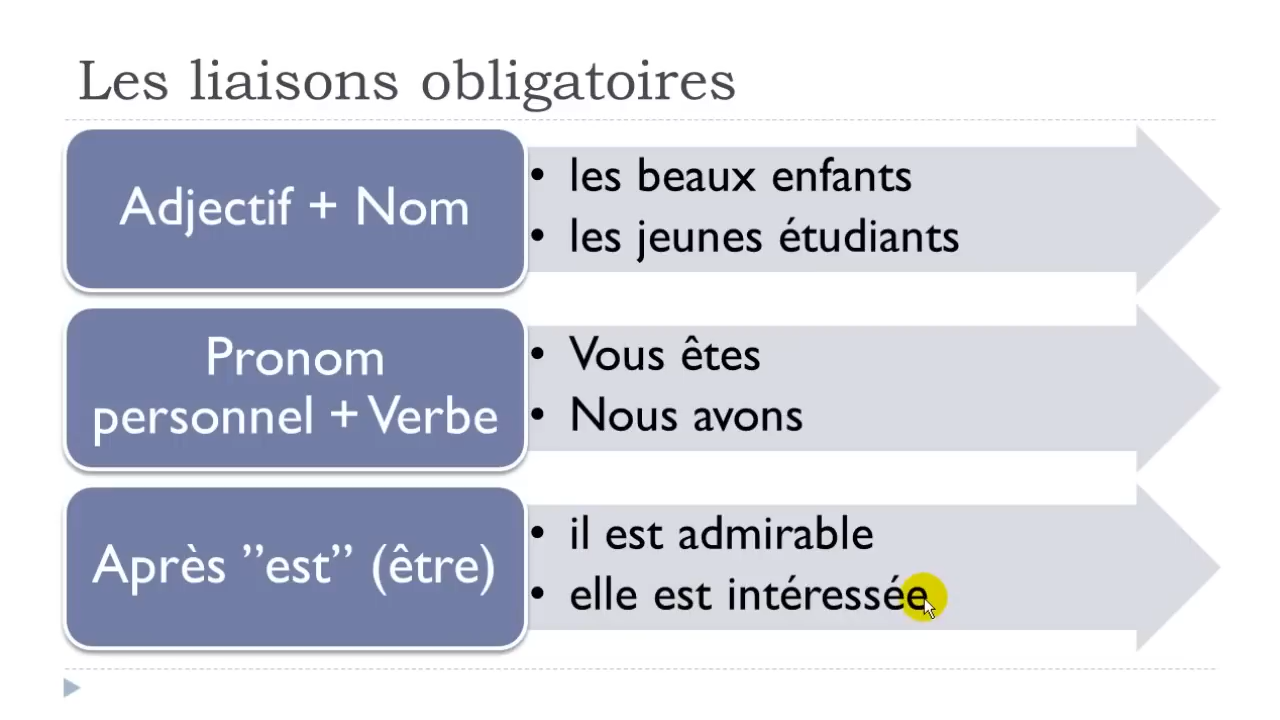 Les liaisons obligatoires
Adjectif + Nom
• les beaux enfants
• les jeunes étudiants
Pronom
personnel + Verbe
• Vous êtes
• Nous avons
Après ”est” (être)
• il est admirable
• elle est intéressée